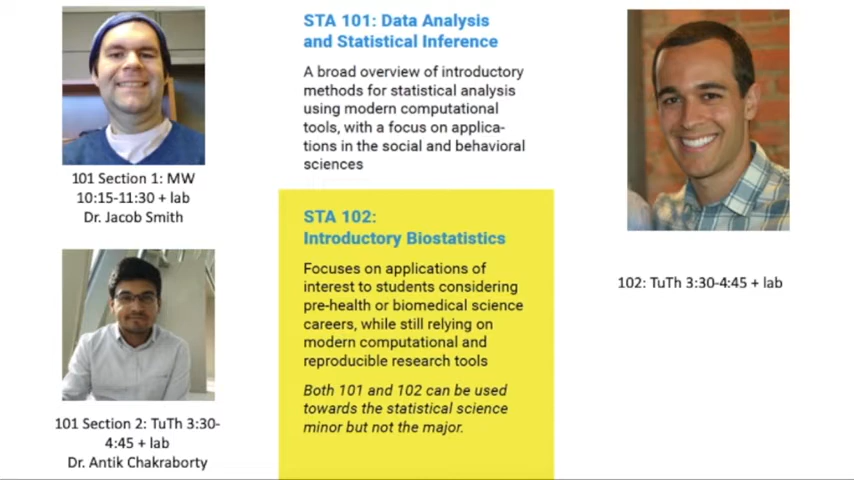 101 Section 1: MW
10:15-11:30 + lab
Dr. Jacob Smith
101 Section 2: TuTh 3:30-
4:45 + lab
Dr. Antik Chakraborty
STA 101: Data Analysis
and Statistical Inference
A broad overview of introductory
methods for statistical analysis
using modern computational
tools, with a focus on applica-
tions in the social and behavioral
sciences
STA 102:
Introductory Biostatistics
Focuses on applications of
interest to students considering
pre-health or biomedical science
careers, while still relying on
modern computational and
reproducible research tools
Both 101 and 102 can be used
towards the statistical science
minor but not the major.
102: TuTh 3:30-4:45 + lab